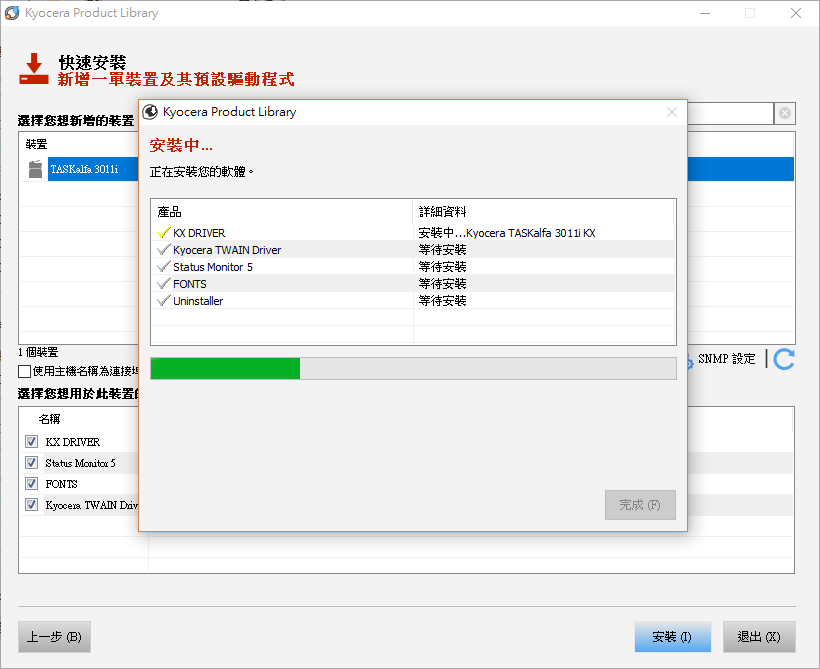 Kyocera Product Library
快速安裝
新增一單裝置及其預設驅動程式
選擇您想新增的裝置
裝置
TASKalfa 3011i
Kyocera Product Library
安裝中...
正在安裝您的軟體。
產品 詳細資料
KX DRIVER 安裝中...Kyocera TASKalfa 3011i KX
Kyocera TWAIN Driver 等待安裝
Status Monitor 5 等待安裝
FONTS 等待安裝
Uninstaller 等待安裝
完成 (F)
1 個裝置
SNMP 設定
使用主機名稱為連接埠
選擇您想用於此裝置的
名稱
KX DRIVER
Status Monitor 5
FONTS
Kyocera TWAIN Driv
上一步 (B)
安裝 (I)
退出 (X)